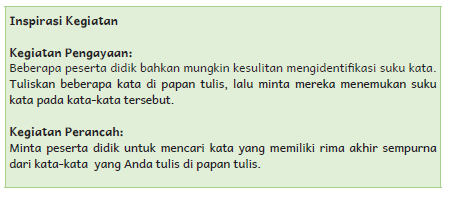 Inspirasi Kegiatan
Kegiatan Pengayaan:
Beberapa peserta didik bahkan mungkin kesulitan mengidentifikasi suku kata.
Tuliskan beberapa kata di papan tulis, lalu minta mereka menemukan suku
kata pada kata-kata tersebut.
Kegiatan Perancah:
Minta peserta didik untuk mencari kata yang memiliki rima akhir sempurna
dari kata-kata yang Anda tulis di papan tulis.